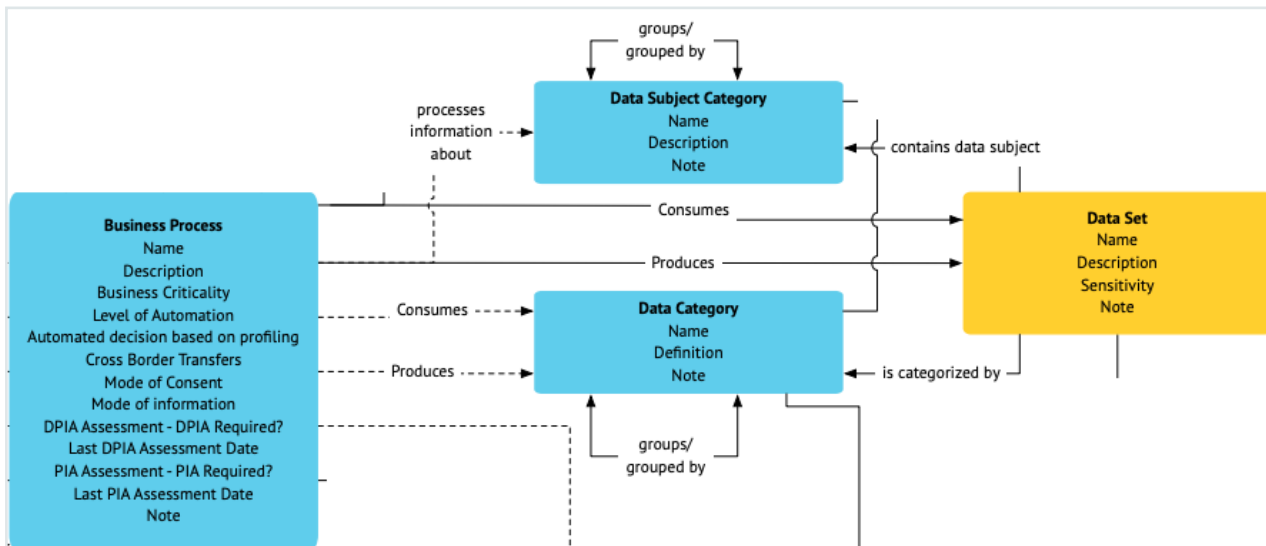 groups/
grouped by
Data Subject Category
Name
Description
Note
processes
information
about
contains data subject
Business Process
Name
Description
Business Criticality
Level of Automation
Automated decision based on profiling
Cross Border Transfers
Mode of Consent
Mode of information
DPIA Assessment - DPIA Required?
Last DPIA Assessment Date
PIA Assessment - PIA Required?
Last PIA Assessment Date
Note
Consumes
Produces
Data Set
Name
Description
Sensitivity
Note
Consumes
Produces
Data Category
Name
Definition
Note
is categorized by
groups/
grouped by